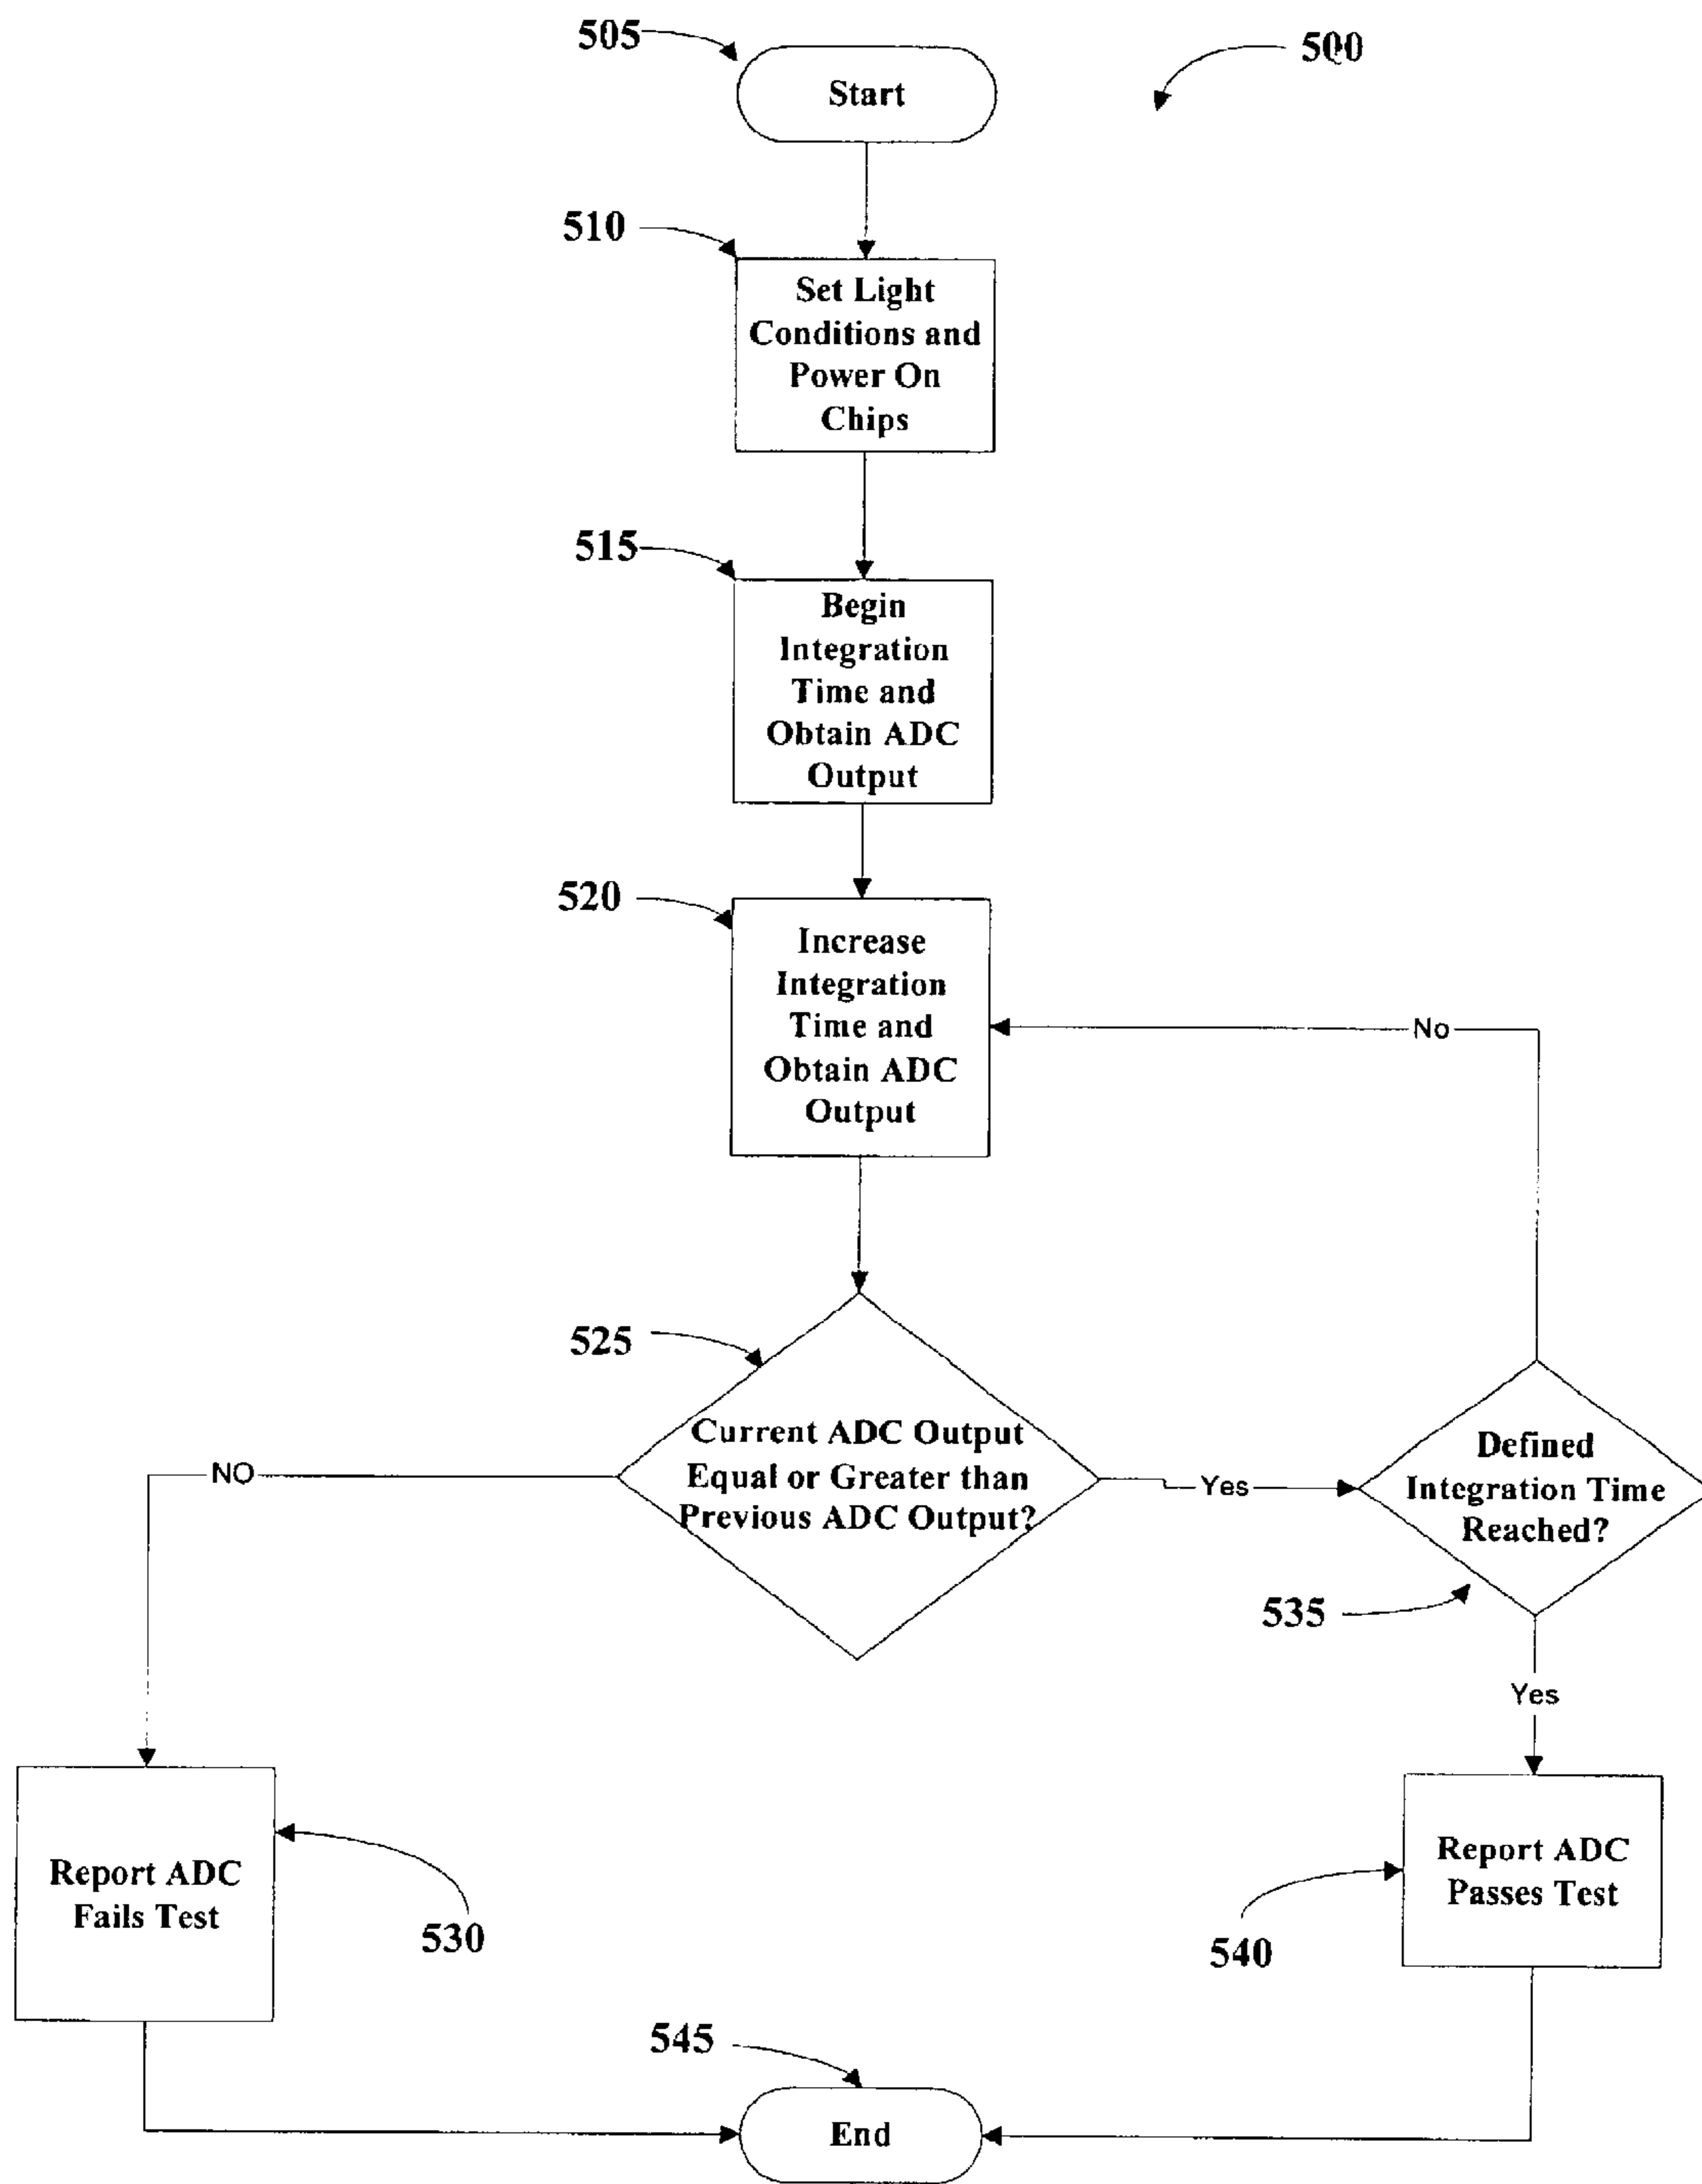 505
500
Start
510
Set Light
Conditions and
Power On
Chips
515
Begin
Integration
Time and
Obtain ADC
Output
520
Increase
Integration
Time and
Obtain ADC
Output
No
525
Current ADC Output
Equal or Greater than
Previous ADC Output?
NO
Yes
Defined
Integration Time
Reached?
535
Yes
Report ADC
Fails Test
530
Report ADC
Passes Test
540
545
End